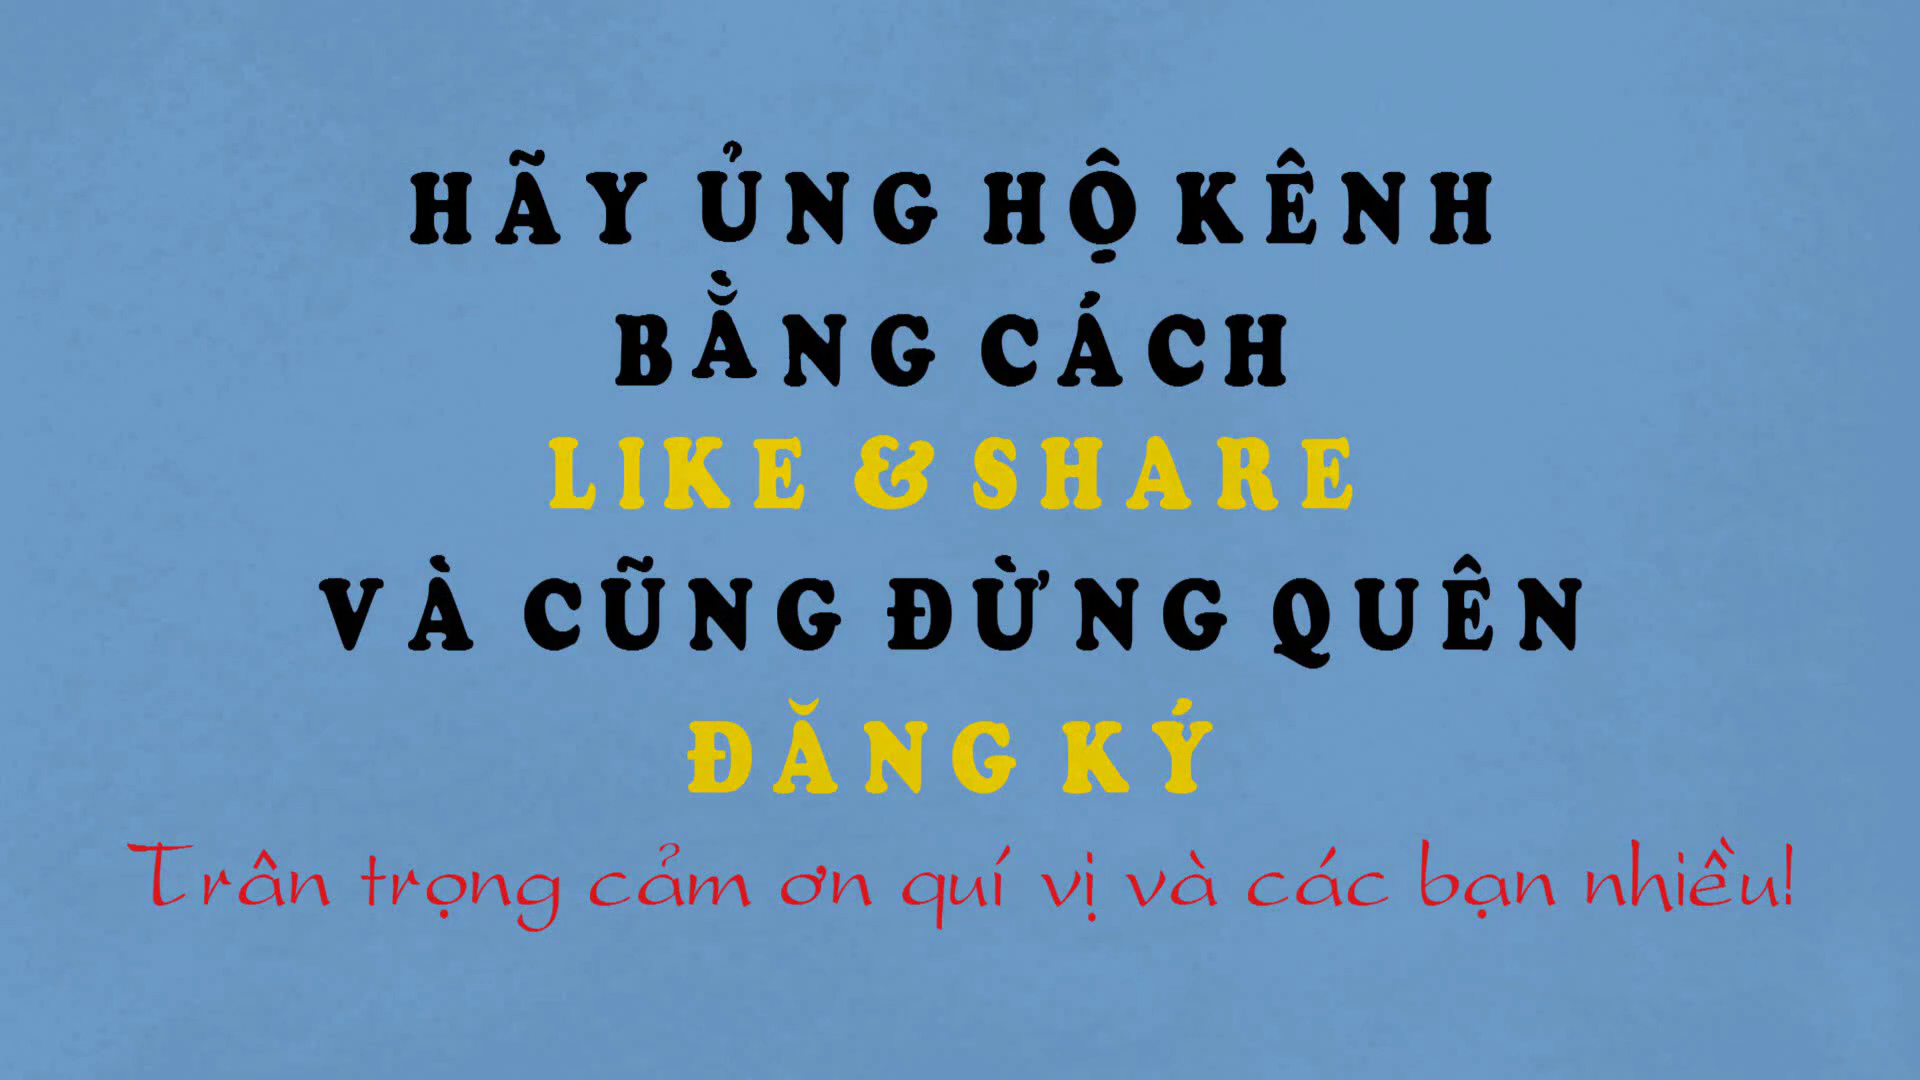 HÃY ỦNG HỘ KÊNH
BẰNG CÁCH
LIKE & SHARE
VÀ CŨNG ĐỪNG QUÊN
ĐĂNG KÝ
Trân trọng cảm ơn quí vị và các bạn nhiều!